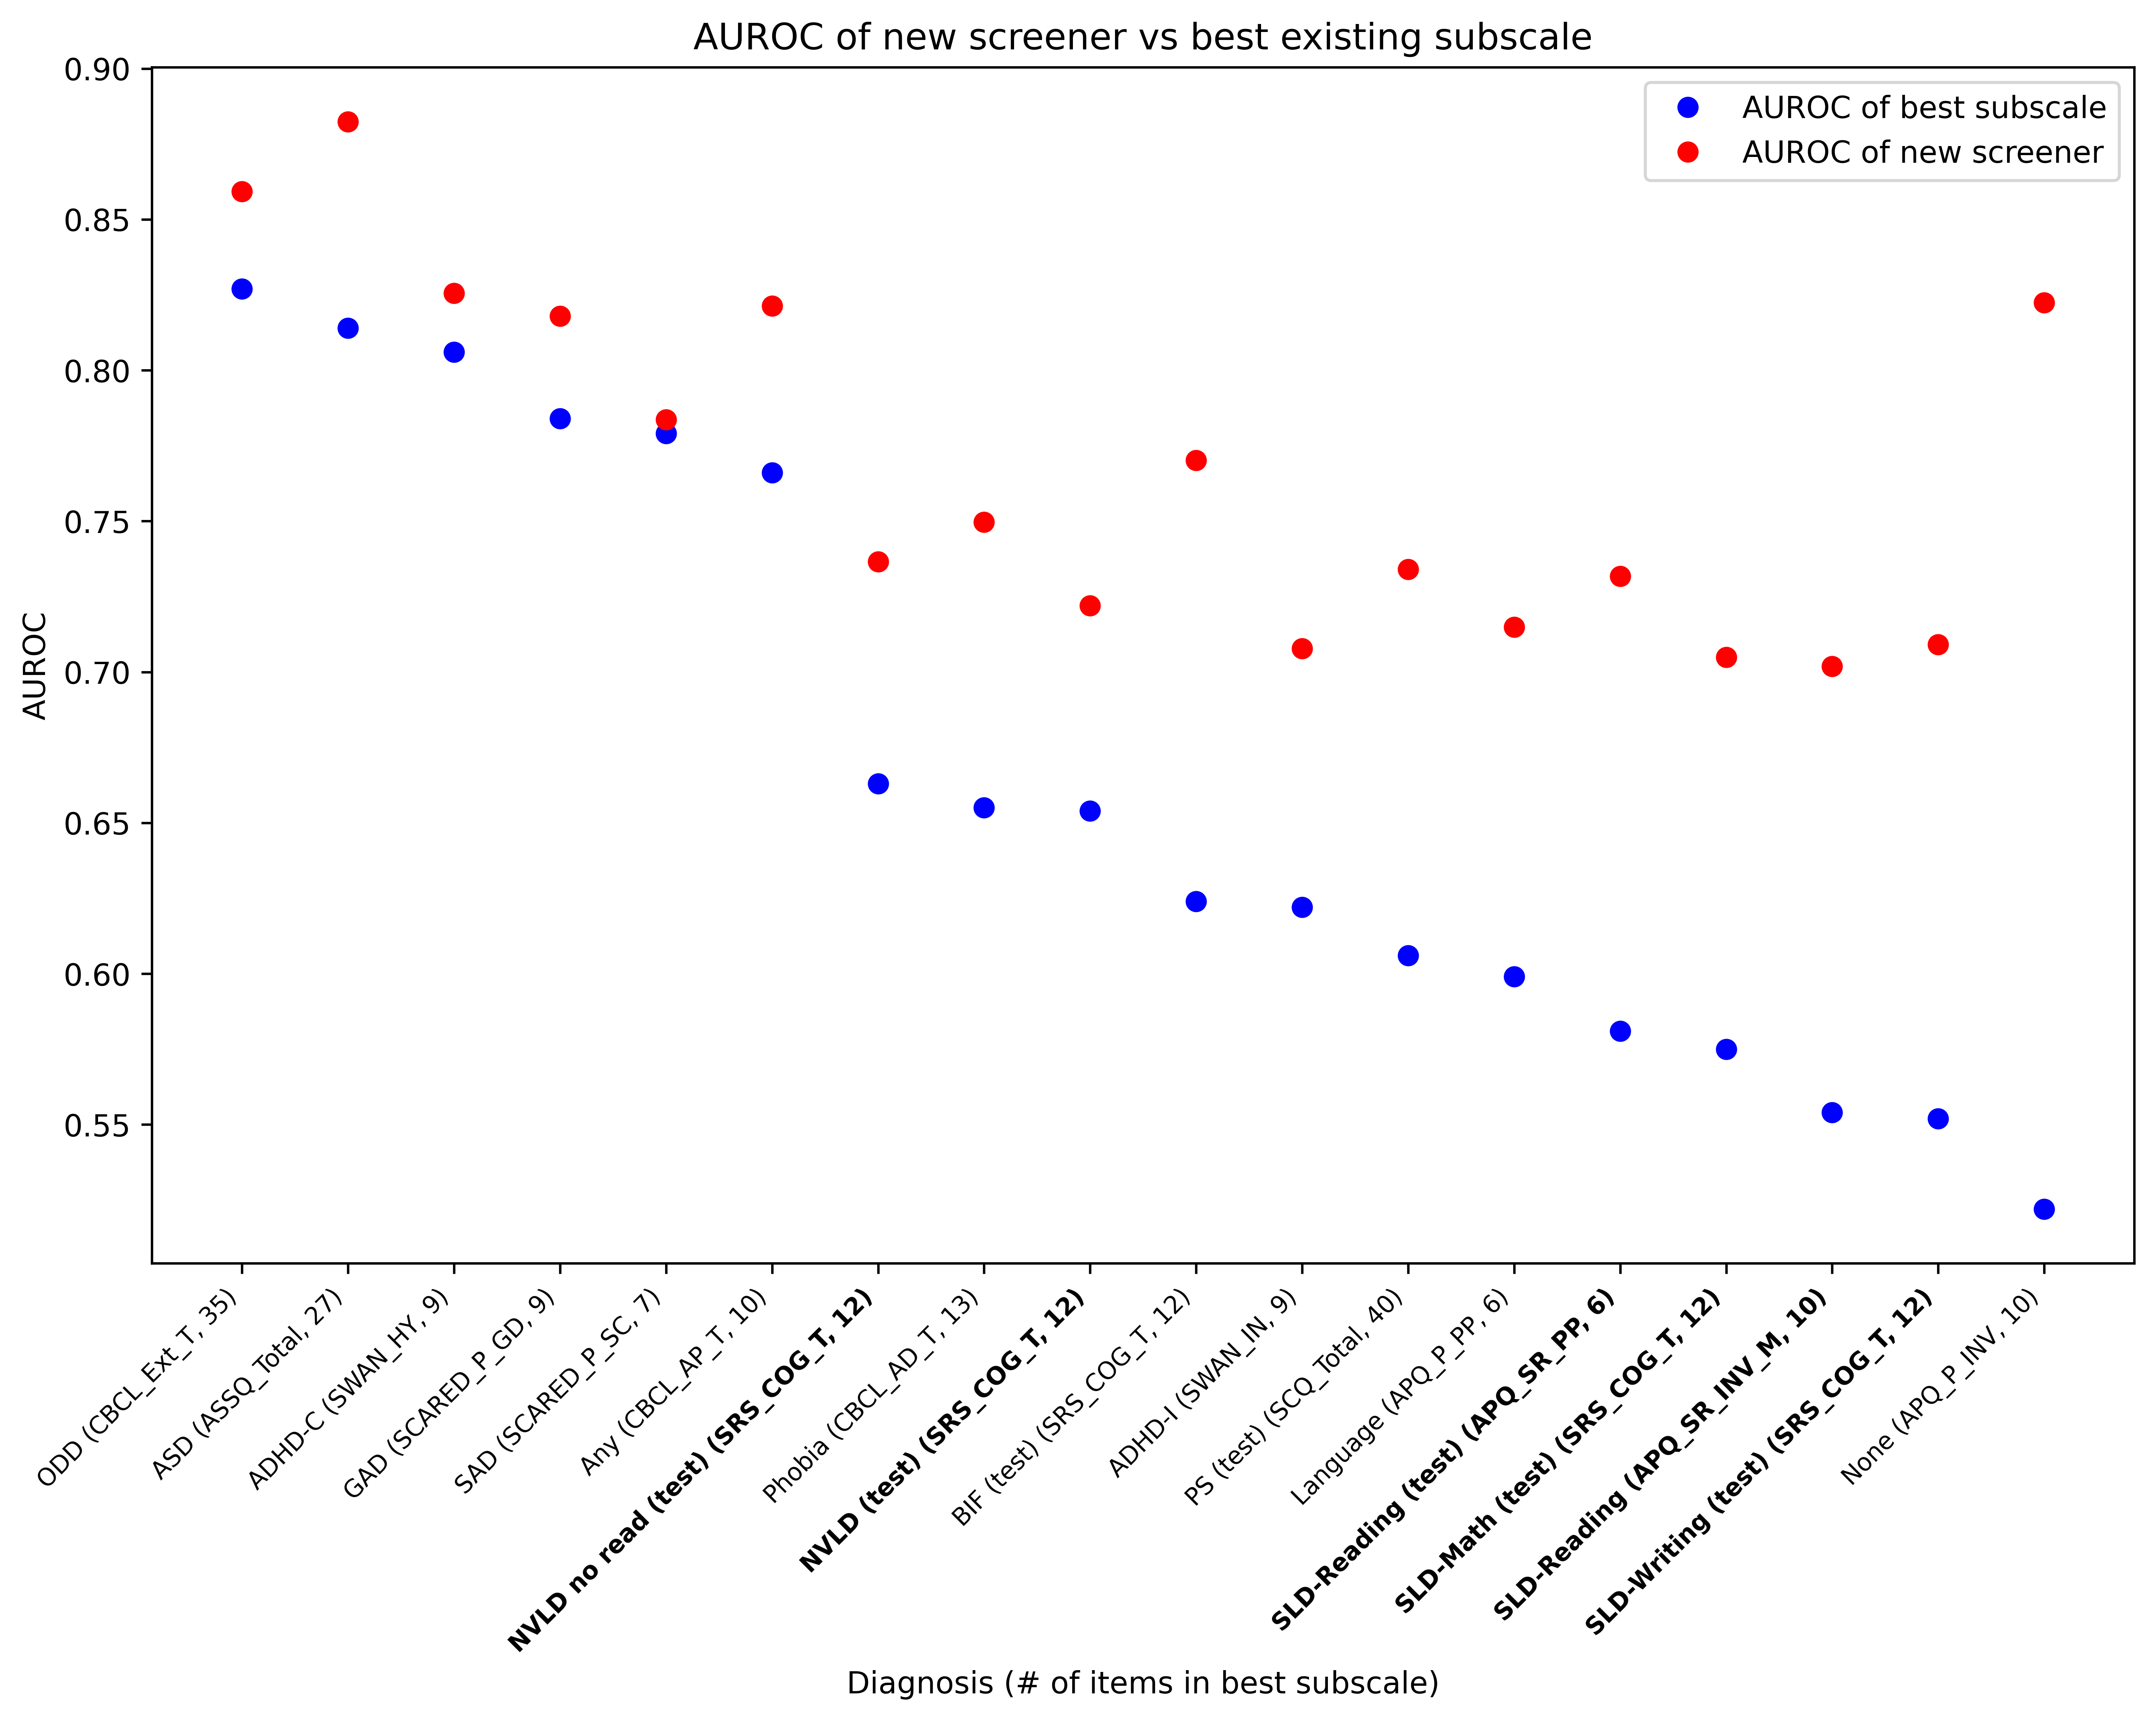 AUROC of new screener vs best existing subscale
AUROC of best subscale
AUROC of new screener
0.90
0.85
0.80
0.75
0.70
0.65
0.60
0.55
AUROC
ODD (CBCL_Ext_T, 35)
ASD (ASSQ_Total, 27)
ADHD-C (SWAN_HY, 9)
GAD (SCARED_P_GD, 9)
SAD (SCARED_P_SC, 7)
Any (CBCL_AP_T, 10)
NVLD no read (test) (SRS_COG_T, 12)
Phobia (CBCL_AD_T, 13)
NVLD (test) (SRS_COG_T, 12)
BIF (test) (SRS_COG_T, 12)
ADHD-I (SWAN_IN, 9)
PS (test) (SCQ_Total, 40)
Language (APQ_P_PP, 6)
SLD-Reading (test) (APQ_SR_PP, 6)
SLD-Math (test) (SRS_COG_T, 12)
SLD-Reading (APQ_SR_INV_M, 10)
SLD-Writing (test) (SRS_COG_T, 12)
None (APQ_P_INV, 10)
Diagnosis (# of items in best subscale)